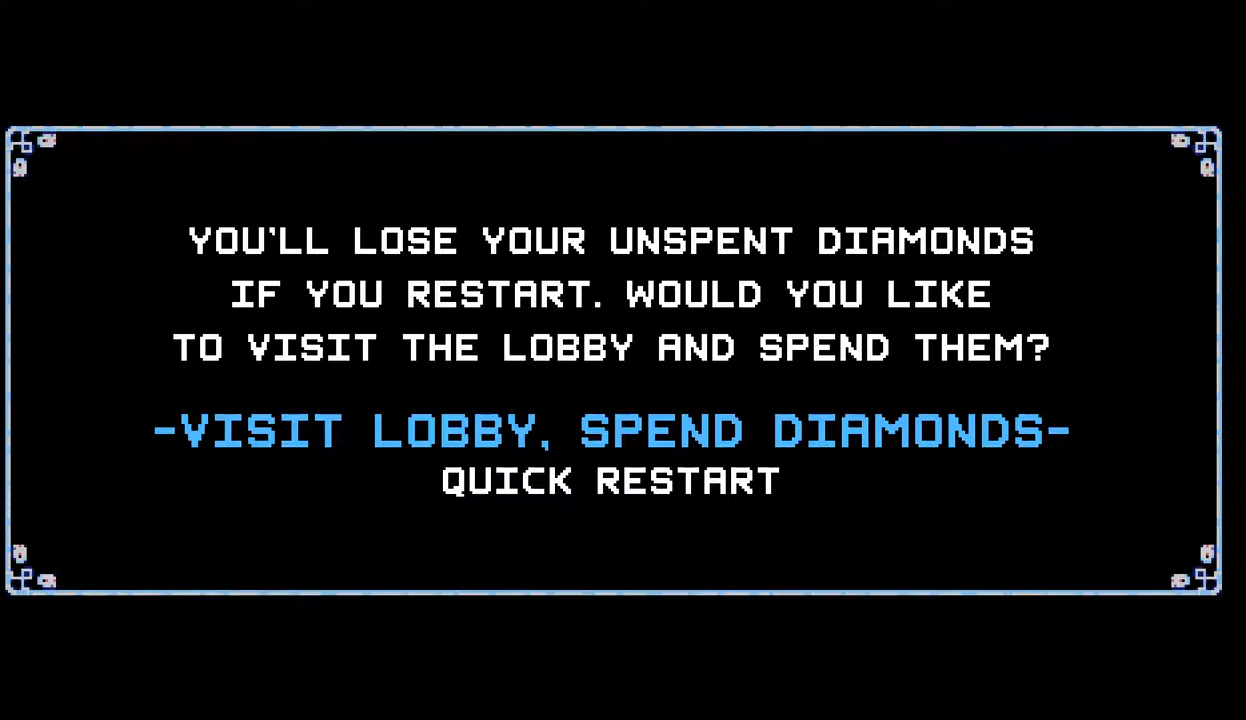 YOU'LL LOSE YOUR UNSPENT DIAMONDS
IF YOU RESTART. WOULD YOU LIKE
TO VISIT THE LOBBY AND SPEND THEM?
-VISIT LOBBY, SPEND DIAMONDS-
QUICK RESTART